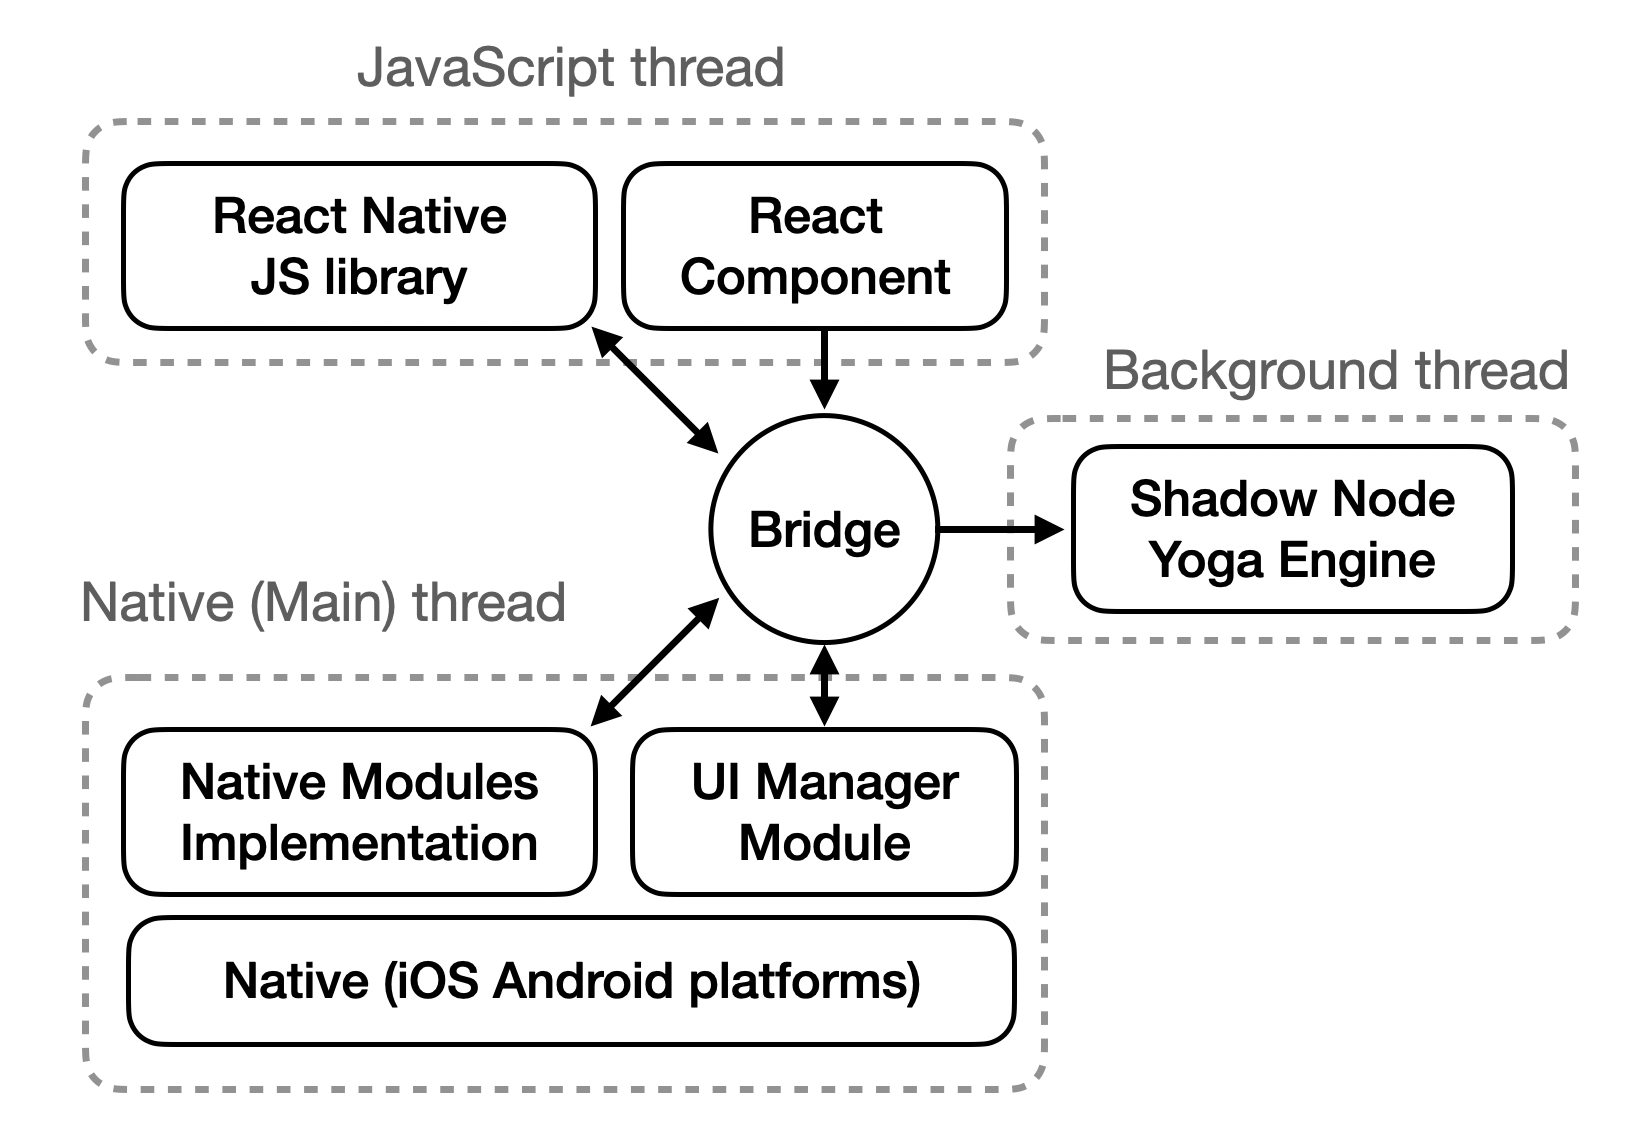 JavaScript thread
React Native
JS library
React
Component
Background thread
Shadow Node
Yoga Engine
Bridge
Native (Main) thread
Native Modules
Implementation
UI Manager
Module
Native (iOS Android platforms)